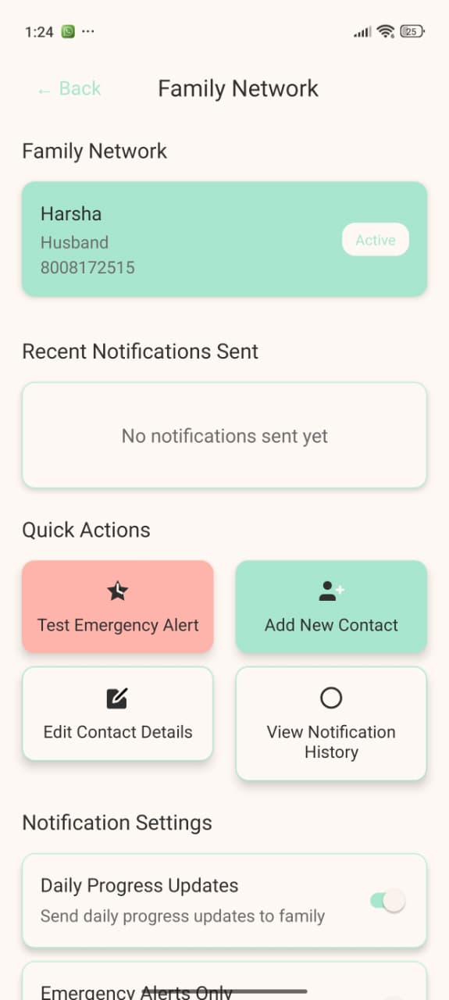 1:24
25
← Back
Family Network
Family Network
Harsha
Husband
8008172515
Active
Recent Notifications Sent
No notifications sent yet
Quick Actions
Test Emergency Alert
Add New Contact
Edit Contact Details
View Notification
History
Notification Settings
Daily Progress Updates
Send daily progress updates to family
Emergency Alerts Only